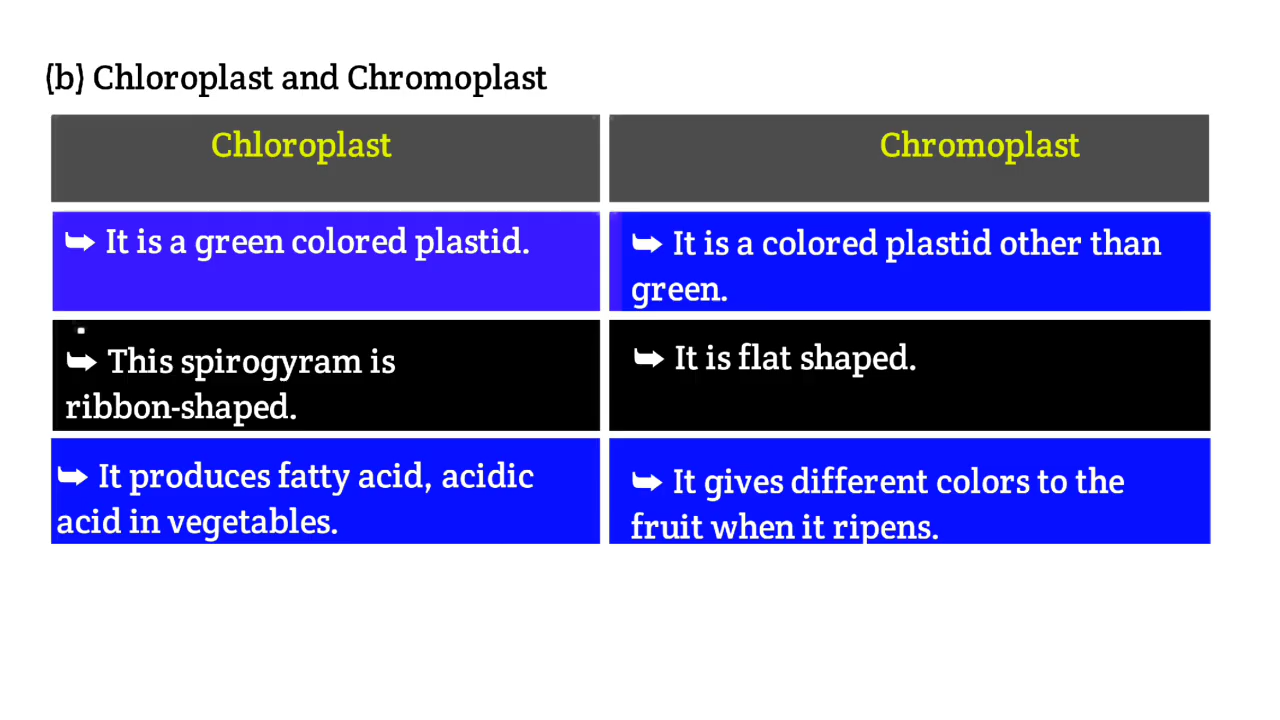 (b) Chloroplast and Chromoplast
Chloroplast
Chromoplast
➥ It is a green colored plastid.
➥ It is a colored plastid other than
green.
➥ This spirogyram is
ribbon-shaped.
➥ It is flat shaped.
➥ It produces fatty acid, acidic
acid in vegetables.
➥ It gives different colors to the
fruit when it ripens.